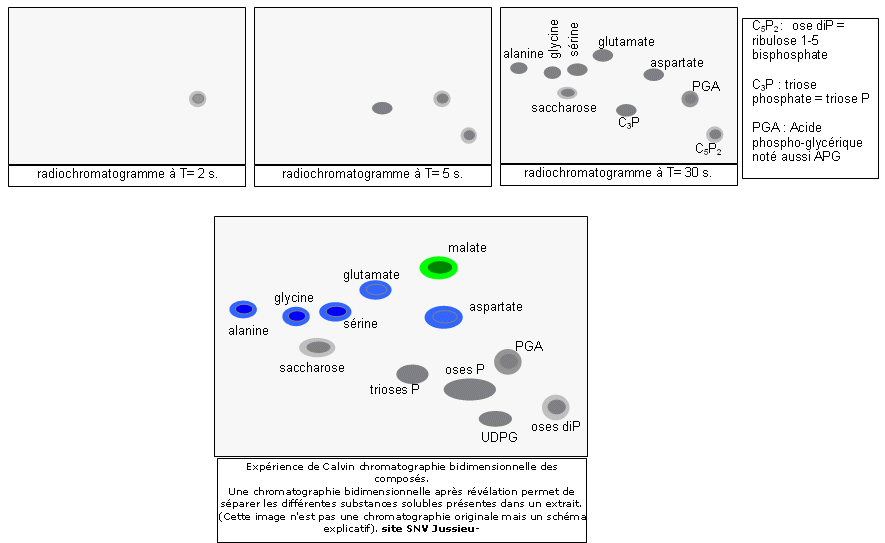 radiochromatogramme à T= 2 s.
radiochromatogramme à T= 5 s.
alanine
glycine
sérine
glutamate
aspartate
saccharose
C₃P
PGA
C₅P₂
radiochromatogramme à T= 30 s.
C₅P₂ : ose diP =
ribulose 1-5
bisphosphate
C₃P : triose
phosphate = triose P
PGA : Acide
phospho-glycérique
noté aussi APG
malate
glutamate
glycine
alanine
sérine
aspartate
saccharose
PGA
oses P
trioses P
oses diP
UDPG
Expérience de Calvin chromatographie bidimensionnelle des
composés.
Une chromatographie bidimensionnelle après révélation permet de
séparer les différentes substances solubles présentes dans un extrait.
(Cette image n'est pas une chromatographie originale mais un schéma
explicatif). site SNV Jussieu-